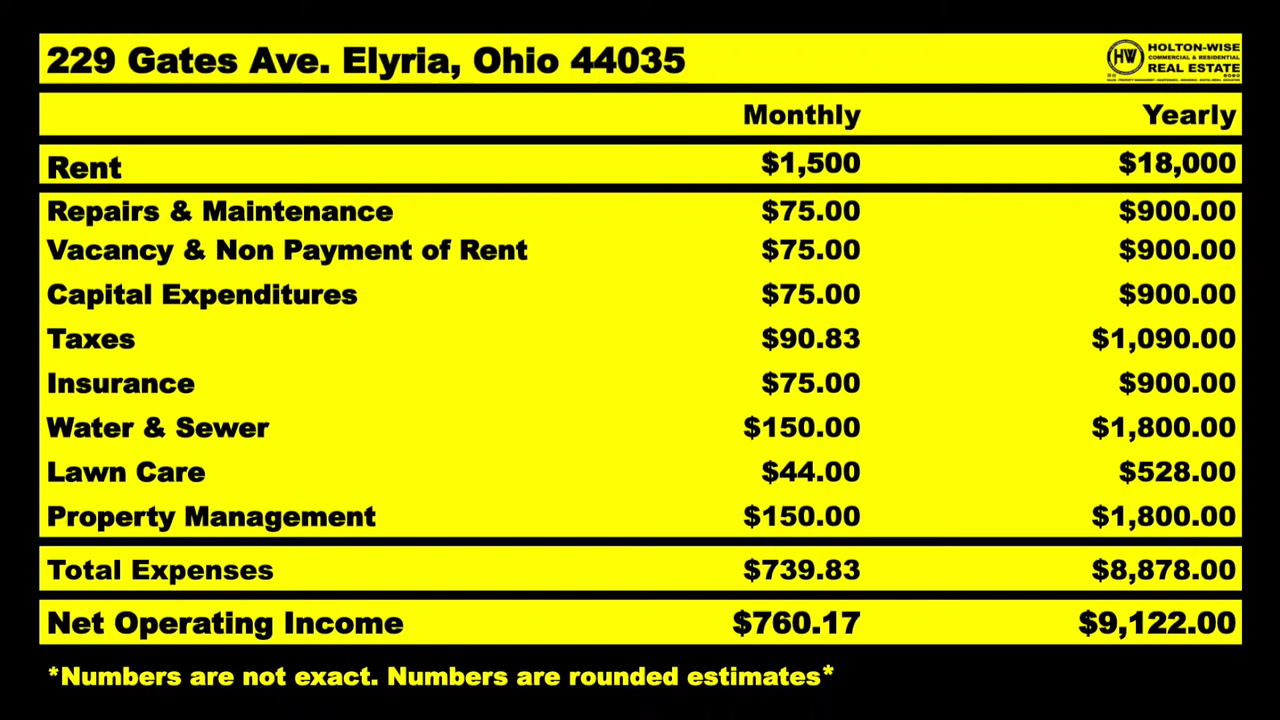 229 Gates Ave. Elyria, Ohio 44035
HW
HOLTON-WISE
COMMERCIAL & RESIDENTIAL
REAL ESTATE
Monthly Yearly
Rent $1,500 $18,000
Repairs & Maintenance $75.00 $900.00
Vacancy & Non Payment of Rent $75.00 $900.00
Capital Expenditures $75.00 $900.00
Taxes $90.83 $1,090.00
Insurance $75.00 $900.00
Water & Sewer $150.00 $1,800.00
Lawn Care $44.00 $528.00
Property Management $150.00 $1,800.00
Total Expenses $739.83 $8,878.00
Net Operating Income $760.17 $9,122.00
*Numbers are not exact. Numbers are rounded estimates*